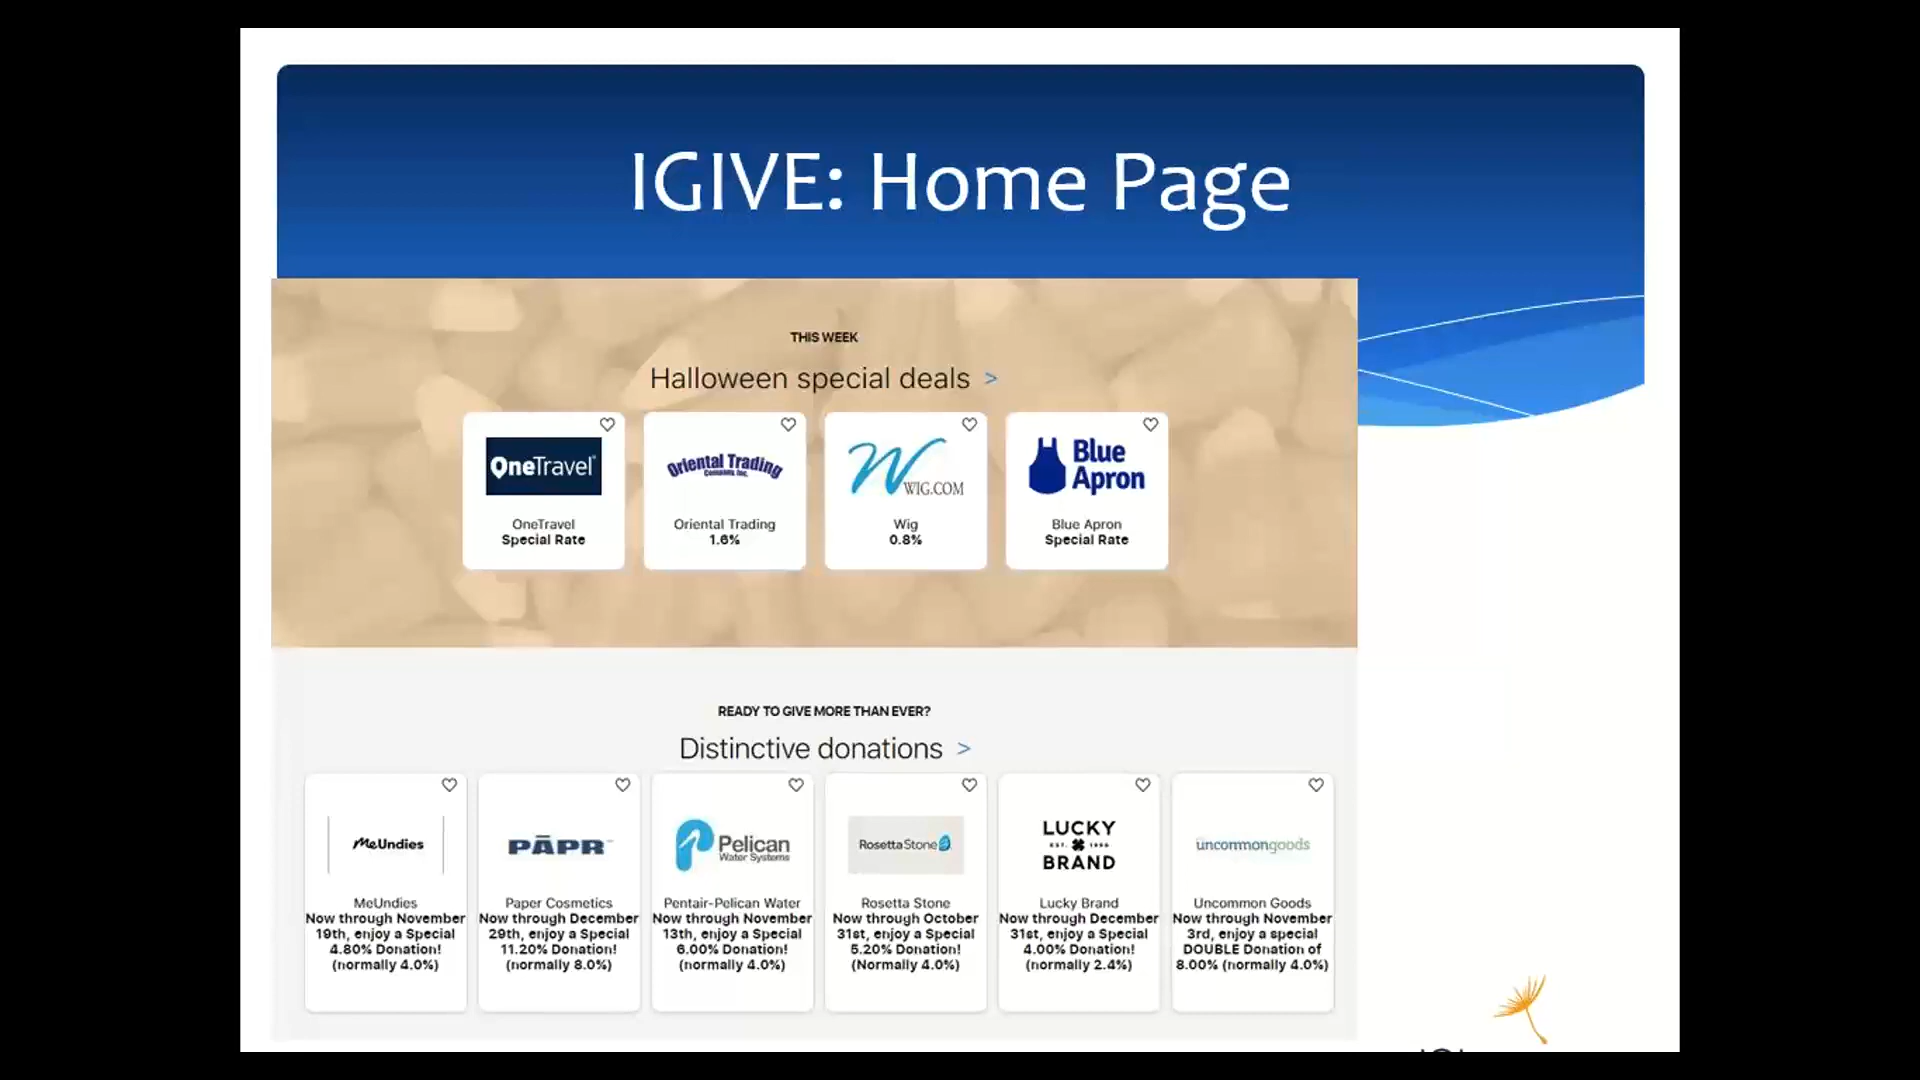 IGIVE: Home Page
THIS WEEK
Halloween special deals >
OneTravel
OneTravel
Special Rate
Oriental Trading
Company, Inc.
Oriental Trading
1.6%
W WIG.COM
Wig
0.8%
Blue
Apron
Blue Apron
Special Rate
READY TO GIVE MORE THAN EVER?
Distinctive donations >
MeUndies
MeUndies
Now through November
19th, enjoy a Special
4.80% Donation!
(normally 4.0%)
PĀPR
Paper Cosmetics
Now through December
29th, enjoy a Special
11.20% Donation!
(normally 8.0%)
Pelican
Water Systems
Pentair-Pelican Water
Now through November
13th, enjoy a Special
6.00% Donation!
(normally 4.0%)
RosettaStone
Rosetta Stone
Now through October
31st, enjoy a Special
5.20% Donation!
(Normally 4.0%)
LUCKY
EST. 1990
BRAND
Lucky Brand
Now through December
31st, enjoy a Special
4.00% Donation!
(normally 2.4%)
uncommongoods
Uncommon Goods
Now through November
3rd, enjoy a special
DOUBLE Donation of
8.00% (normally 4.0%)